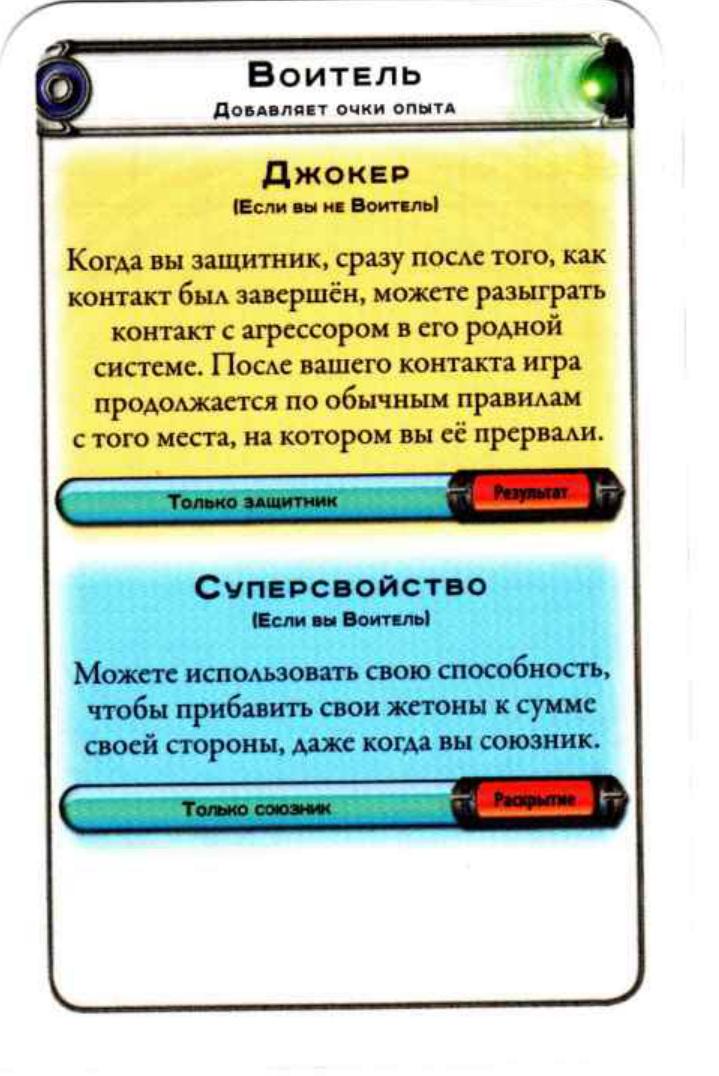 Воитель
Добавляет очки опыта
Джокер
(Если вы не Воитель)
Когда вы защитник, сразу после того, как
контакт был завершён, можете разыграть
контакт с агрессором в его родной
системе. После вашего контакта игра
продолжается по обычным правилам
с того места, на котором вы её прервали.
Только защитник
Результат
Суперсвойство
(Если вы Воитель)
Можете использовать свою способность,
чтобы прибавить свои жетоны к сумме
своей стороны, даже когда вы союзник.
Только союзник
Раскрытие